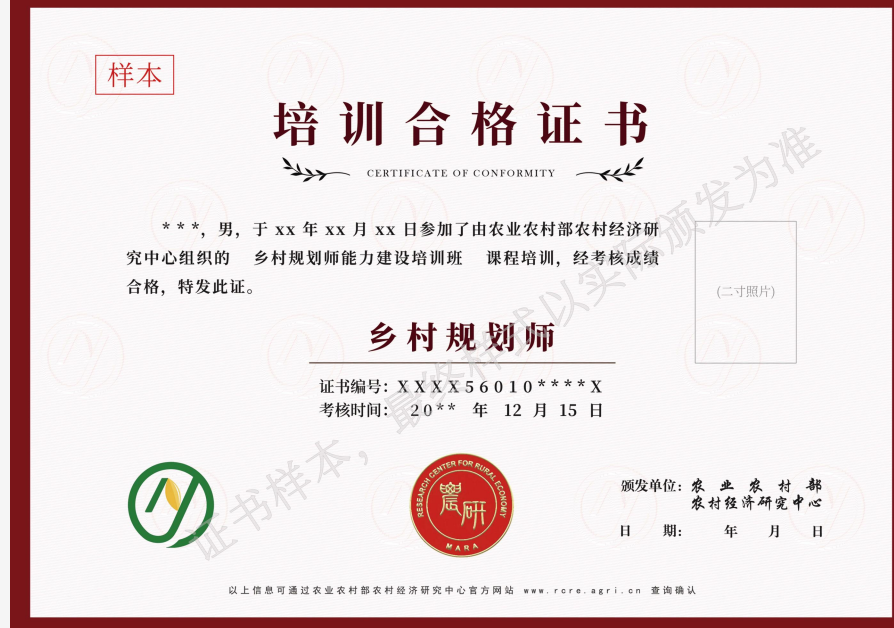 样本
培训合格证书
CERTIFICATE OF CONFORMITY
***，男，于 xx 年 xx 月 xx 日参加了由农业农村部农村经济研
究中心组织的 乡村规划师能力建设培训班 课程培训，经考核成绩
合格，特发此证。
(二寸照片)
乡村规划师
证书编号：XXXX56010****X
考核时间： 20** 年 12 月 15 日
证书样本，最终样式以实际颁发为准
RESEARCH CENTER FOR RURAL ECONOMY
農研
MARA
颁发单位：农业农村部
农村经济研究中心
日 期： 年 月 日
以上信息可通过农业农村部农村经济研究中心官方网站 www.rcre.agri.cn 查询确认